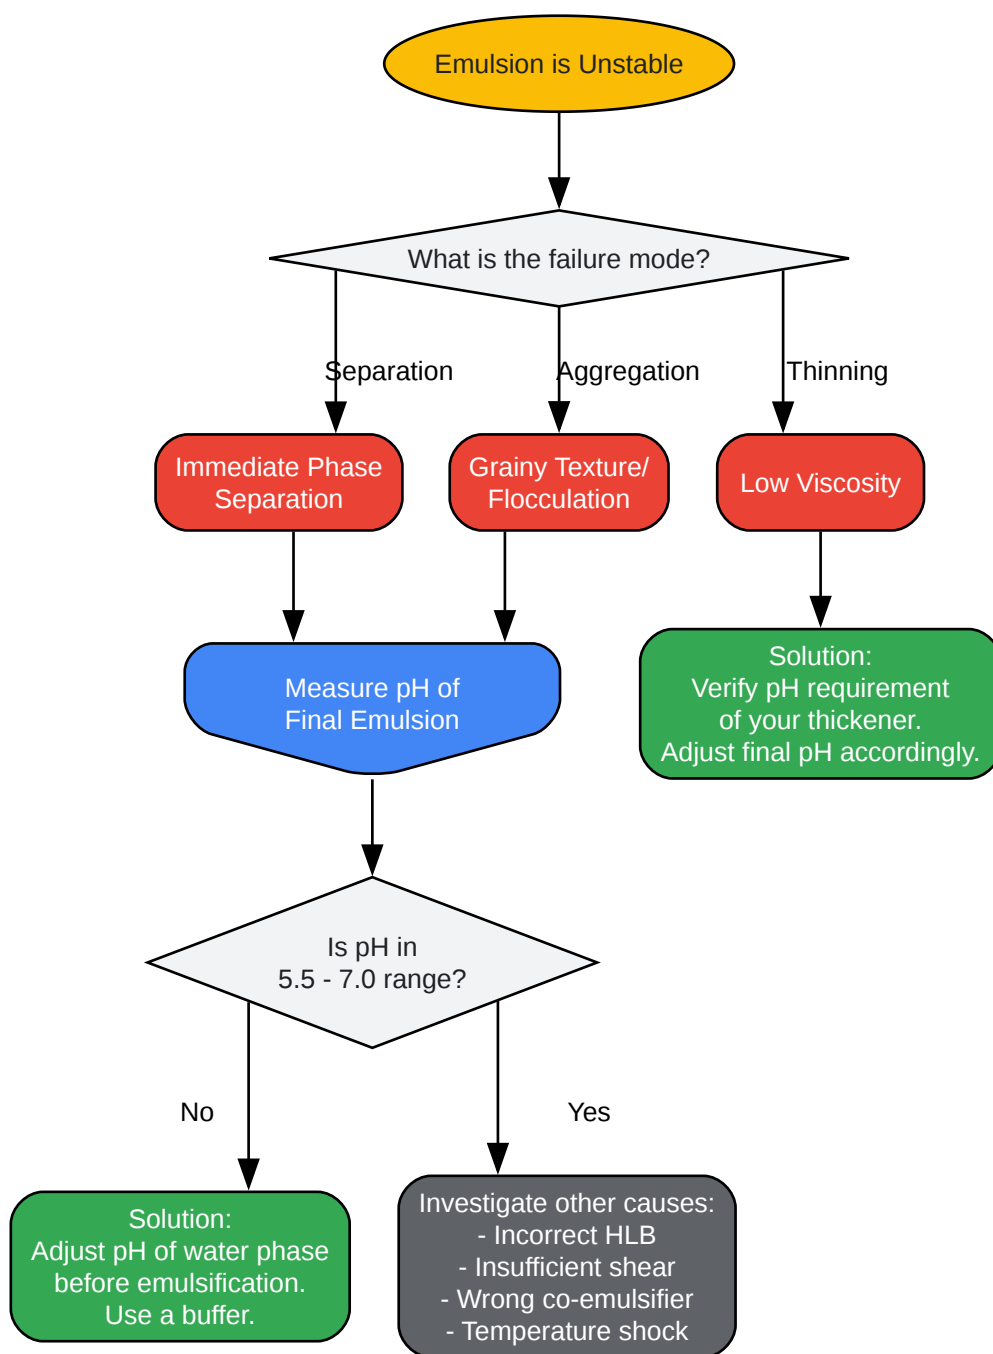 Emulsion is Unstable
What is the failure mode?
Separation
Aggregation
Thinning
Immediate Phase
Separation
Grainy Texture/
Flocculation
Low Viscosity
Measure pH of
Final Emulsion
Solution:
Verify pH requirement
of your thickener.
Adjust final pH accordingly.
Is pH in
5.5 - 7.0 range?
No
Yes
Solution:
Adjust pH of water phase
before emulsification.
Use a buffer.
Investigate other causes:
- Incorrect HLB
- Insufficient shear
- Wrong co-emulsifier
- Temperature shock